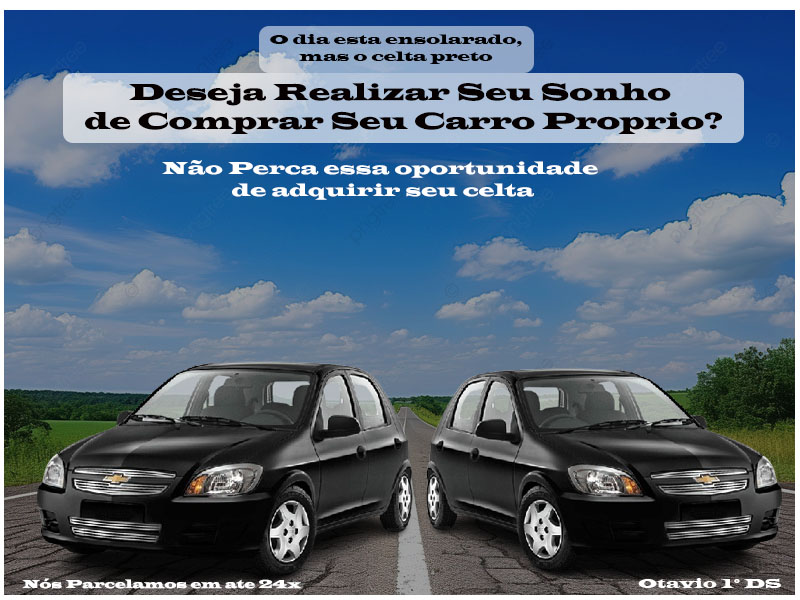 O dia esta ensolarado,
mas o celta preto
Deseja Realizar Seu Sonho
de Comprar Seu Carro Proprio?
Não Perca essa oportunidade
de adquirir seu celta
Nós Parcelamos em ate 24x
Otavio 1° DS